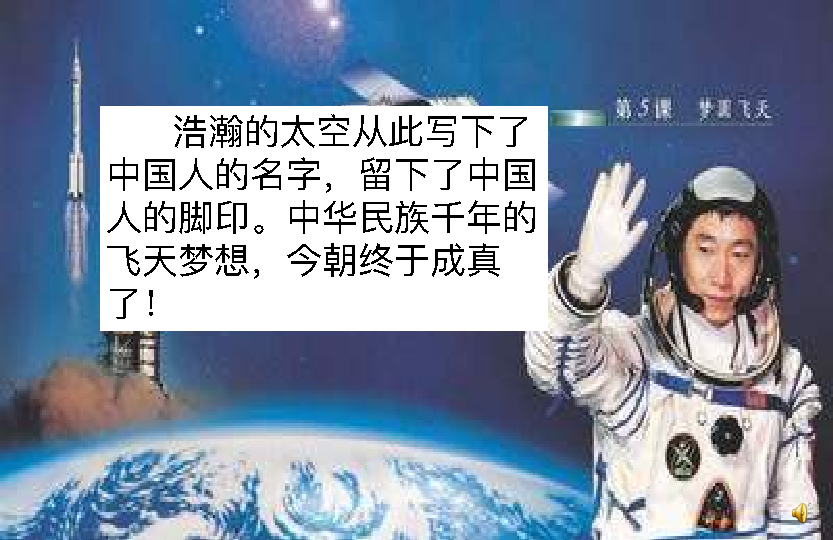 第5课 梦圆飞天
浩瀚的太空从此写下了
中国人的名字，留下了中国
人的脚印。中华民族千年的
飞天梦想，今朝终于成真
了！